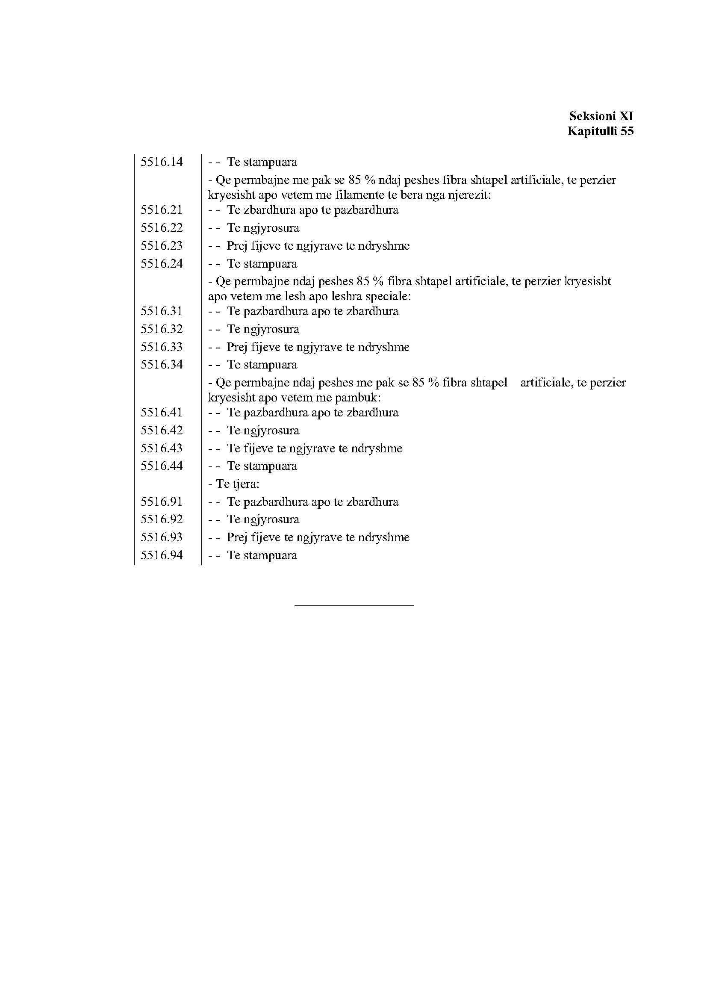 Seksioni XI
Kapitulli 55
5516.14 - - Te stampuara
- Qe permbajne me pak se 85 % ndaj peshes fibra shtapel artificiale, te perzier
kryesisht apo vetem me filamente te bera nga njerezit:
5516.21 - - Te zbardhura apo te pazbardhura
5516.22 - - Te ngjyrosura
5516.23 - - Prej fijeve te ngjyrave te ndryshme
5516.24 - - Te stampuara
- Qe permbajne ndaj peshes 85 % fibra shtapel artificiale, te perzier kryesisht
apo vetem me lesh apo leshra speciale:
5516.31 - - Te pazbardhura apo te zbardhura
5516.32 - - Te ngjyrosura
5516.33 - - Prej fijeve te ngjyrave te ndryshme
5516.34 - - Te stampuara
- Qe permbajne ndaj peshes me pak se 85 % fibra shtapel artificiale, te perzier
kryesisht apo vetem me pambuk:
5516.41 - - Te pazbardhura apo te zbardhura
5516.42 - - Te ngjyrosura
5516.43 - - Te fijeve te ngjyrave te ndryshme
5516.44 - - Te stampuara
- Te tjera:
5516.91 - - Te pazbardhura apo te zbardhura
5516.92 - - Te ngjyrosura
5516.93 - - Prej fijeve te ngjyrave te ndryshme
5516.94 - - Te stampuara